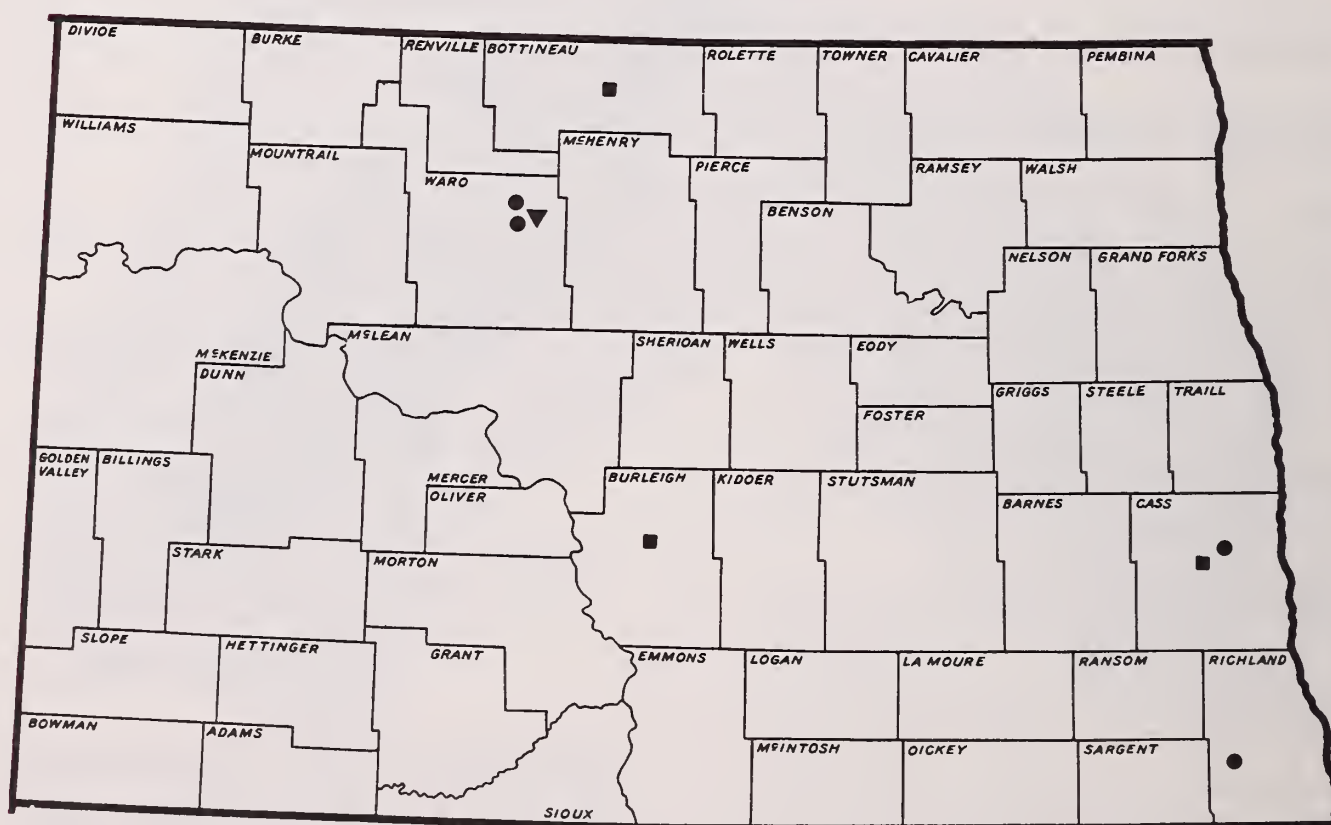 DIVIOE
BURKE
RENVILLE
BOTTINEAU
ROLETTE
TOWNER
CAVALIER
PEMBINA
WILLIAMS
MOUNTRAIL
WARO
McHENRY
PIERCE
BENSON
RAMSEY
WALSH
NELSON
GRAND FORKS
McKENZIE
DUNN
McLEAN
SHERIOAN
WELLS
EODY
FOSTER
GRIGGS
STEELE
TRAILL
GOLDEN
VALLEY
BILLINGS
MERCER
OLIVER
BURLEIGH
KIDOER
STUTSMAN
BARNES
CASS
STARK
MORTON
SLOPE
HETTINGER
GRANT
EMMONS
LOGAN
LA MOURE
RANSOM
RICHLAND
BOWMAN
ADAMS
SIOUX
McINTOSH
OICKEY
SARGENT